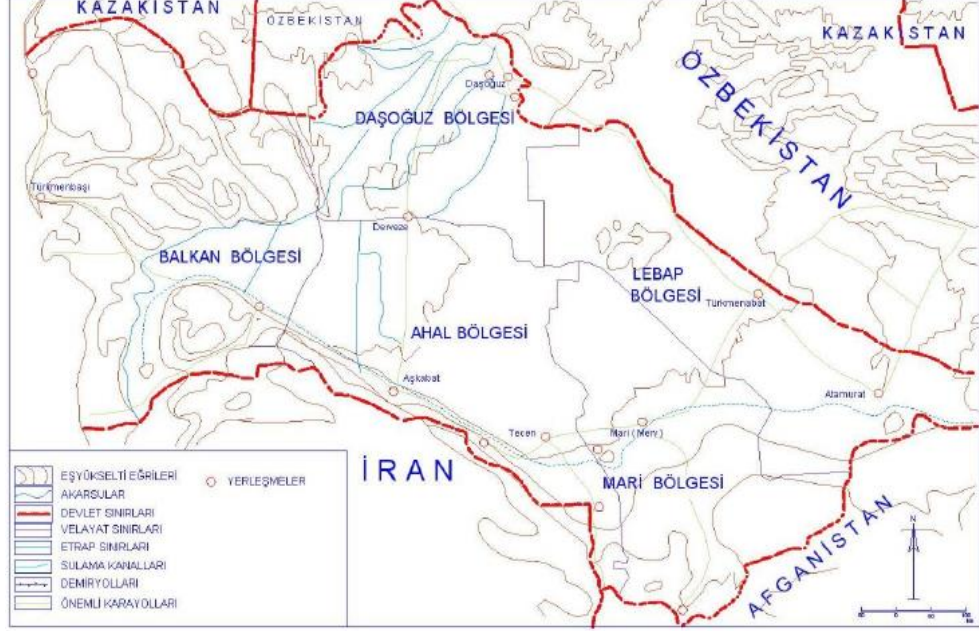 KAZAKİSTAN
ÖZBEKİSTAN
KAZAKİSTAN
ÖZBEKİSTAN
Daşoğuz
DAŞOĞUZ BÖLGESİ
Türkmenbaşı
Derveze
BALKAN BÖLGESİ
LEBAP
BÖLGESİ
Türkmenabat
AHAL BÖLGESİ
Aşkabat
Atamurat
Tecen
Mari (Merv)
İRAN
MARİ BÖLGESİ
AFGANİSTAN
N
EŞYÜKSELTİ EĞRİLERİ
YERLEŞMELER
AKARSULAR
DEVLET SINIRLARI
VELAYAT SINIRLARI
ETRAP SINIRLARI
SULAMA KANALLARI
DEMİRYOLLARI
ÖNEMLİ KARAYOLLARI